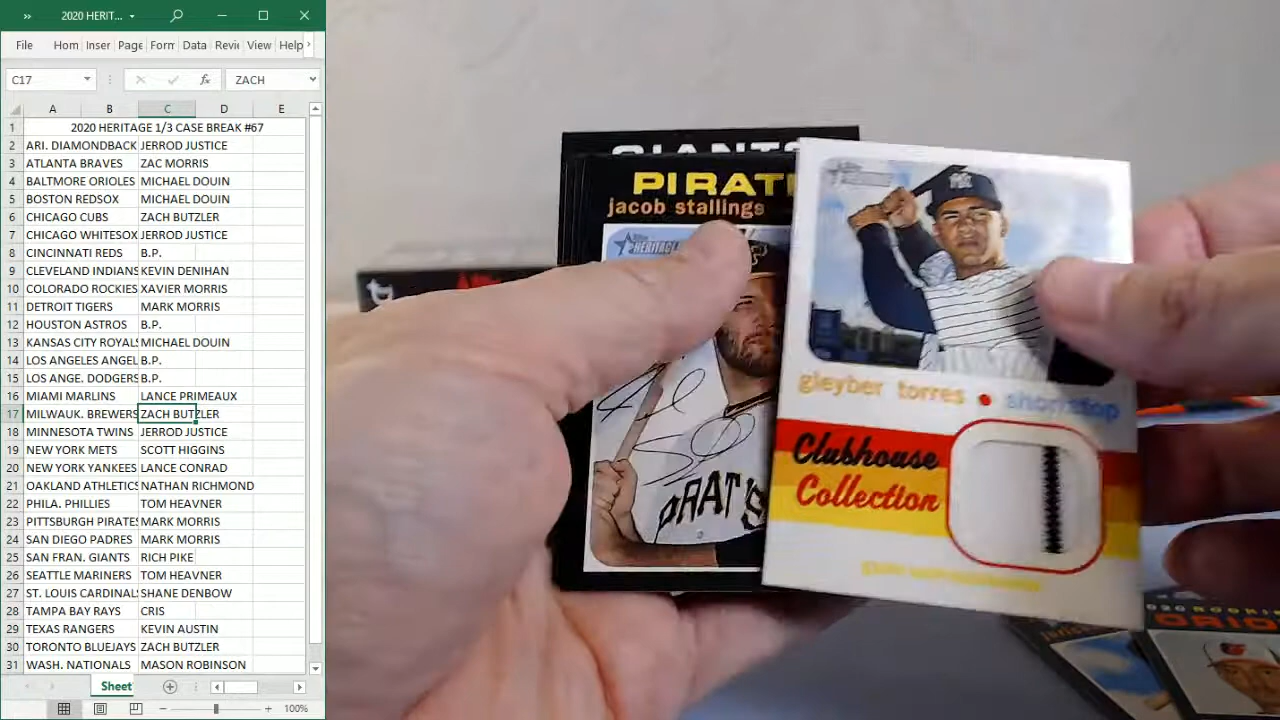 2020 HERIT...
File Hom Inser Page Form Data Revie View Help
C17 fx ZACH
A B C D E
1 2020 HERITAGE 1/3 CASE BREAK #67
2 ARI. DIAMONDBACK JERROD JUSTICE
3 ATLANTA BRAVES ZAC MORRIS
4 BALTMORE ORIOLES MICHAEL DOUIN
5 BOSTON REDSOX MICHAEL DOUIN
6 CHICAGO CUBS ZACH BUTZLER
7 CHICAGO WHITESOX JERROD JUSTICE
8 CINCINNATI REDS B.P.
9 CLEVELAND INDIANS KEVIN DENIHAN
10 COLORADO ROCKIES XAVIER MORRIS
11 DETROIT TIGERS MARK MORRIS
12 HOUSTON ASTROS B.P.
13 KANSAS CITY ROYALS MICHAEL DOUIN
14 LOS ANGELES ANGEL B.P.
15 LOS ANGE. DODGERS B.P.
16 MIAMI MARLINS LANCE PRIMEAUX
17 MILWAUK. BREWERS ZACH BUTZLER
18 MINNESOTA TWINS JERROD JUSTICE
19 NEW YORK METS SCOTT HIGGINS
20 NEW YORK YANKEES LANCE CONRAD
21 OAKLAND ATHLETICS NATHAN RICHMOND
22 PHILA. PHILLIES TOM HEAVNER
23 PITTSBURGH PIRATES MARK MORRIS
24 SAN DIEGO PADRES MARK MORRIS
25 SAN FRAN. GIANTS RICH PIKE
26 SEATTLE MARINERS TOM HEAVNER
27 ST. LOUIS CARDINALS SHANE DENBOW
28 TAMPA BAY RAYS CRIS
29 TEXAS RANGERS KEVIN AUSTIN
30 TORONTO BLUEJAYS ZACH BUTZLER
31 WASH. NATIONALS MASON ROBINSON
Sheet
100%
GIANTS
PIRAT
jacob stallings
HERITAGE
PIRAT'S
gleyber torres • shortstop
Clubhouse
Collection
2020 ROOKI
ORIO